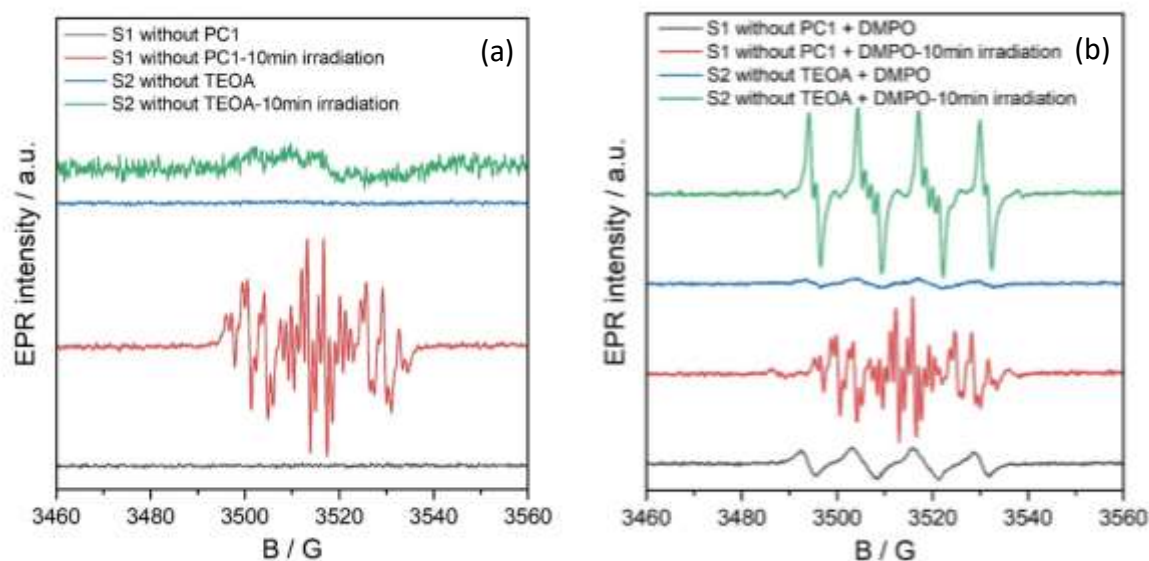 S1 without PC1
S1 without PC1-10min irradiation
S2 without TEOA
S2 without TEOA-10min irradiation
(a)
EPR intensity / a.u.
3460 3480 3500 3520 3540 3560
B / G
S1 without PC1 + DMPO
S1 without PC1 + DMPO-10min irradiation
S2 without TEOA + DMPO
S2 without TEOA + DMPO-10min irradiation
(b)
EPR intensity / a.u.
3460 3480 3500 3520 3540 3560
B / G